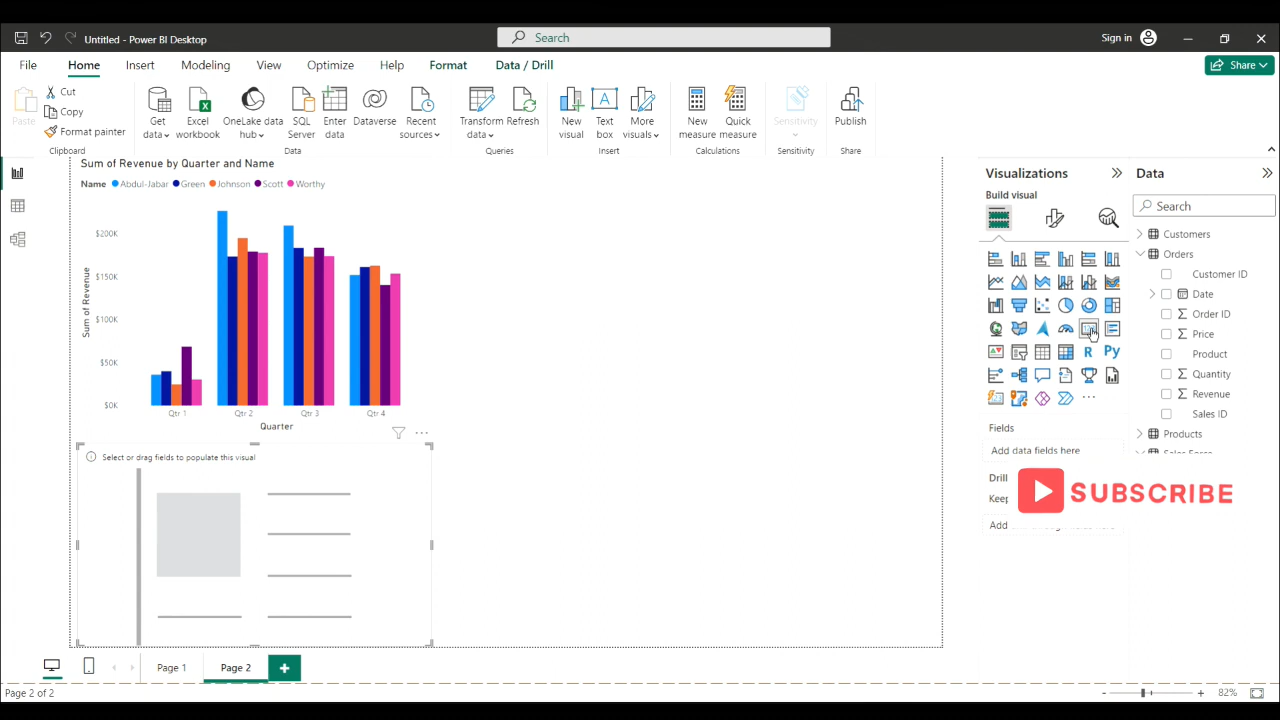 Untitled - Power BI Desktop
Search
Sign in
File Home Insert Modeling View Optimize Help Format Data / Drill
Share
Paste
Cut
Copy
Format painter
Clipboard
Get data
Excel workbook
OneLake data hub
SQL Server
Enter data
Dataverse
Recent sources
Data
Transform data
Refresh
Queries
New visual
Text box
More visuals
Insert
New measure
Quick measure
Calculations
Sensitivity
Sensitivity
Publish
Share
Sum of Revenue by Quarter and Name
Name Abdul-Jabar Green Johnson Scott Worthy
Sum of Revenue
$200K
$150K
$100K
$50K
$0K
Qtr 1 Qtr 2 Qtr 3 Qtr 4
Quarter
Select or drag fields to populate this visual
Visualizations
Build visual
R
Py
Fields
Add data fields here
Drill
Keep
Add
Data
Search
Customers
Orders
Customer ID
Date
Order ID
Price
Product
Quantity
Revenue
Sales ID
Products
Sales Force
SUBSCRIBE
Page 1 Page 2
Page 2 of 2
82%